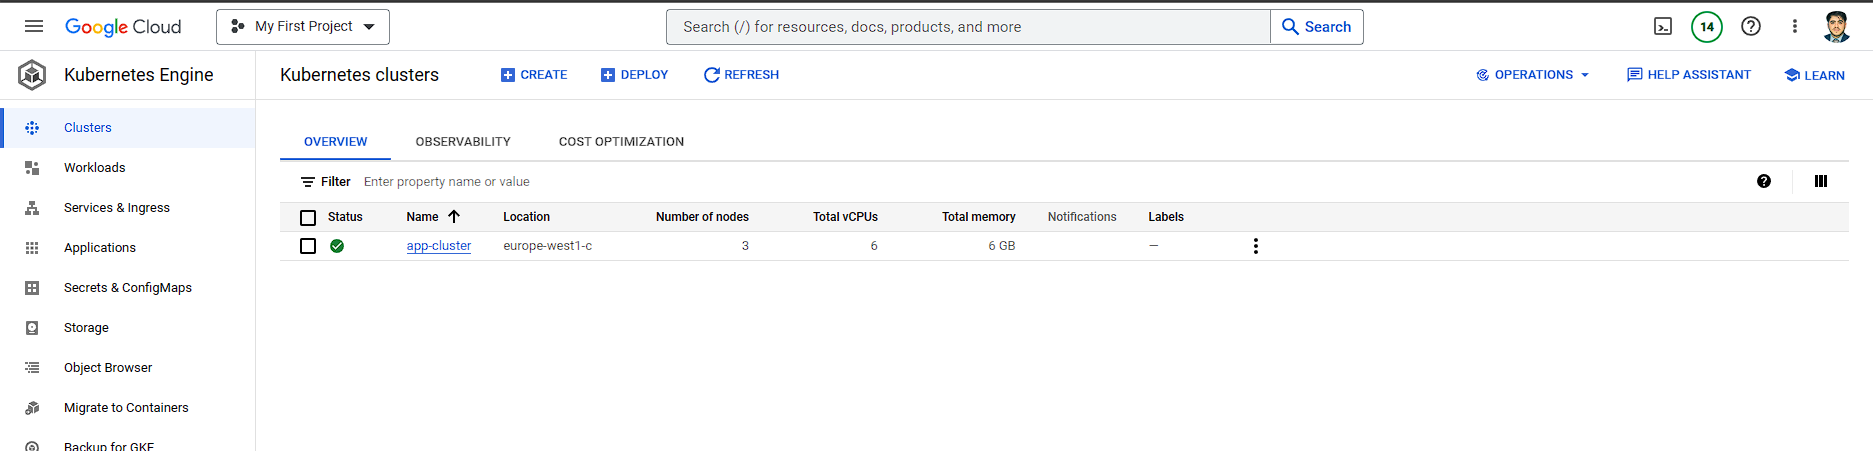 Google Cloud
My First Project
Search (/) for resources, docs, products, and more
Search
14
Kubernetes Engine
Kubernetes clusters
CREATE
DEPLOY
REFRESH
OPERATIONS
HELP ASSISTANT
LEARN
Clusters
Workloads
Services & Ingress
Applications
Secrets & ConfigMaps
Storage
Object Browser
Migrate to Containers
Backup for GKE
OVERVIEW
OBSERVABILITY
COST OPTIMIZATION
Filter Enter property name or value
Status Name Location Number of nodes Total vCPUs Total memory Notifications Labels
app-cluster europe-west1-c 3 6 6 GB —